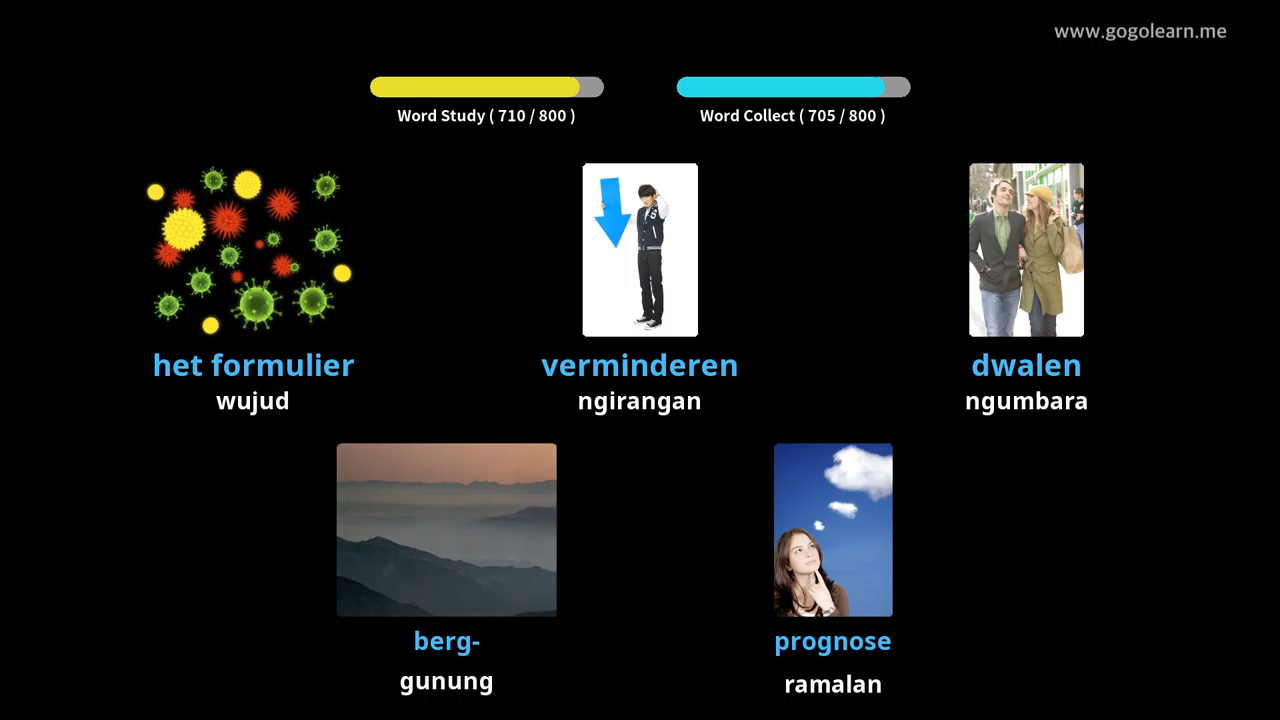 www.gogolearn.me
Word Study ( 710 / 800 )
Word Collect ( 705 / 800 )
het formulier
wujud
verminderen
ngirangan
dwalen
ngumbara
berg-
gunung
prognose
ramalan